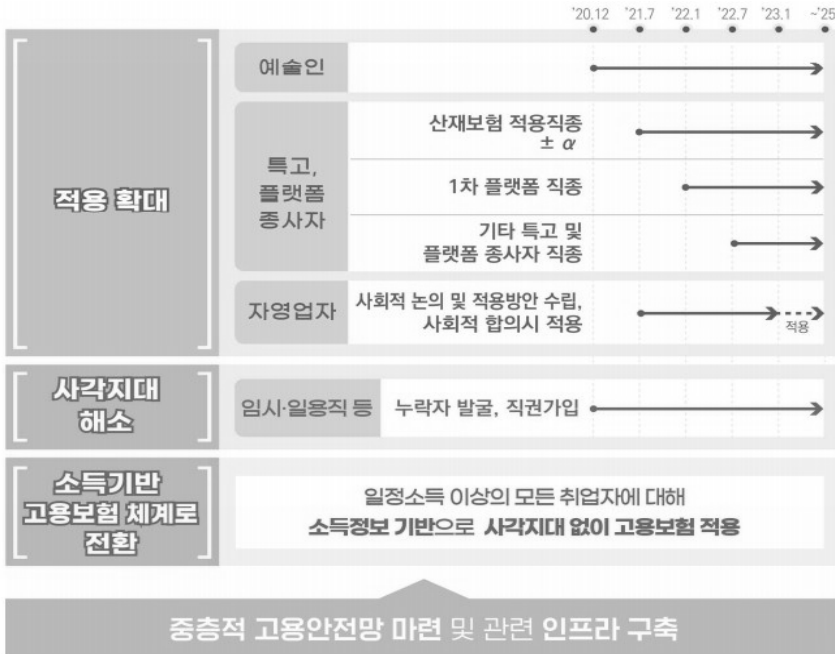 '20.12 '21.7 '22.1 '22.7 '23.1 ~'25
적용 확대
예술인
특고,
플랫폼
종사자
산재보험 적용직종
± α
1차 플랫폼 직종
기타 특고 및
플랫폼 종사자 직종
자영업자
사회적 논의 및 적용방안 수립,
사회적 합의시 적용
적용
사각지대
해소
임시·일용직 등
누락자 발굴, 직권가입
소득기반
고용보험 체계로
전환
일정소득 이상의 모든 취업자에 대해
소득정보 기반으로 사각지대 없이 고용보험 적용
중층적 고용안전망 마련 및 관련 인프라 구축